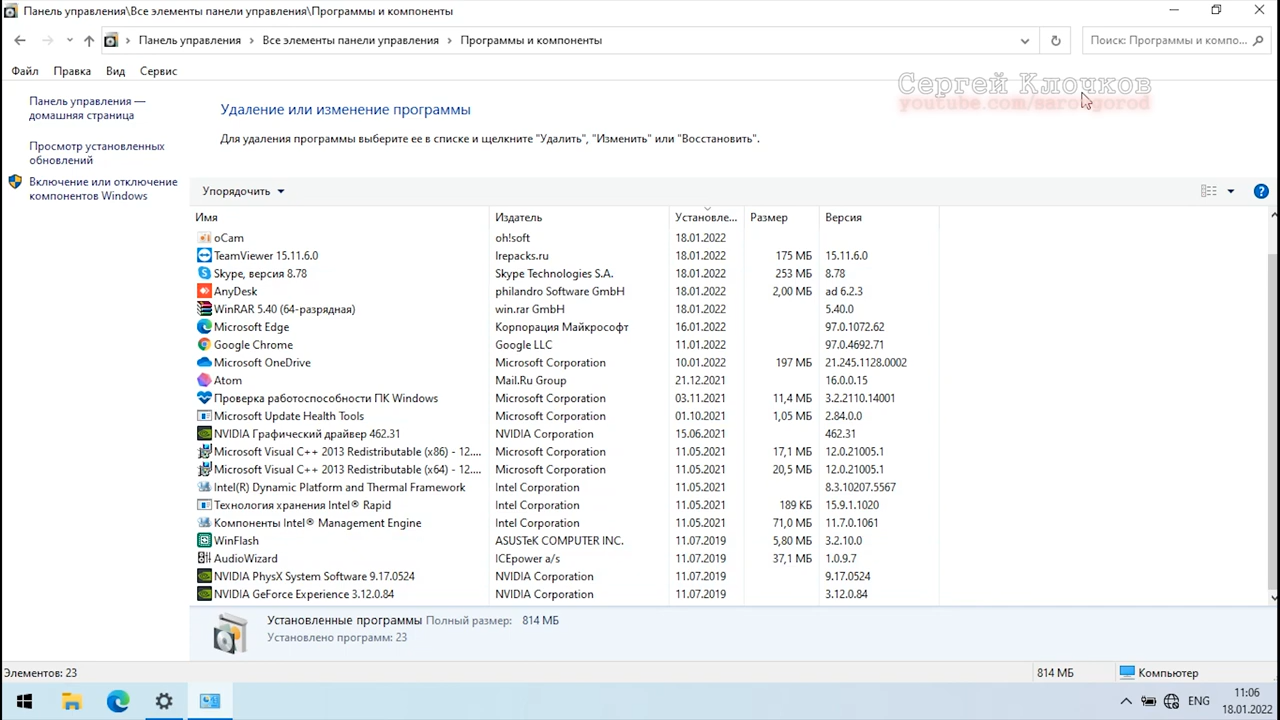 Панель управления\Все элементы панели управления\Программы и компоненты
Панель управления > Все элементы панели управления > Программы и компоненты
Поиск: Программы и компо...
Файл Правка Вид Сервис
Сергей Клочков
Панель управления —
домашняя страница
Просмотр установленных
обновлений
Включение или отключение
компонентов Windows
Удаление или изменение программы
Для удаления программы выберите ее в списке и щелкните "Удалить", "Изменить" или "Восстановить".
Упорядочить
Имя Издатель Установле... Размер Версия
oCam oh!soft 18.01.2022
TeamViewer 15.11.6.0 lrepacks.ru 18.01.2022 175 МБ 15.11.6.0
Skype, версия 8.78 Skype Technologies S.A. 18.01.2022 253 МБ 8.78
AnyDesk philandro Software GmbH 18.01.2022 2,00 МБ ad 6.2.3
WinRAR 5.40 (64-разрядная) win.rar GmbH 18.01.2022 5.40.0
Microsoft Edge Корпорация Майкрософт 16.01.2022 97.0.1072.62
Google Chrome Google LLC 11.01.2022 97.0.4692.71
Microsoft OneDrive Microsoft Corporation 10.01.2022 197 МБ 21.245.1128.0002
Atom Mail.Ru Group 21.12.2021 16.0.0.15
Проверка работоспособности ПК Windows Microsoft Corporation 03.11.2021 11,4 МБ 3.2.2110.14001
Microsoft Update Health Tools Microsoft Corporation 01.10.2021 1,05 МБ 2.84.0.0
NVIDIA Графический драйвер 462.31 NVIDIA Corporation 15.06.2021 462.31
Microsoft Visual C++ 2013 Redistributable (x86) - 12.... Microsoft Corporation 11.05.2021 17,1 МБ 12.0.21005.1
Microsoft Visual C++ 2013 Redistributable (x64) - 12.... Microsoft Corporation 11.05.2021 20,5 МБ 12.0.21005.1
Intel(R) Dynamic Platform and Thermal Framework Intel Corporation 11.05.2021 8.3.10207.5567
Технология хранения Intel® Rapid Intel Corporation 11.05.2021 189 КБ 15.9.1.1020
Компоненты Intel® Management Engine Intel Corporation 11.05.2021 71,0 МБ 11.7.0.1061
WinFlash ASUSTeK COMPUTER INC. 11.07.2019 5,80 МБ 3.2.10.0
AudioWizard ICEpower a/s 11.07.2019 37,1 МБ 1.0.9.7
NVIDIA PhysX System Software 9.17.0524 NVIDIA Corporation 11.07.2019 9.17.0524
NVIDIA GeForce Experience 3.12.0.84 NVIDIA Corporation 11.07.2019 3.12.0.84
Установленные программы Полный размер: 814 МБ
Установлено программ: 23
Элементов: 23 814 МБ Компьютер
ENG 11:06
18.01.2022